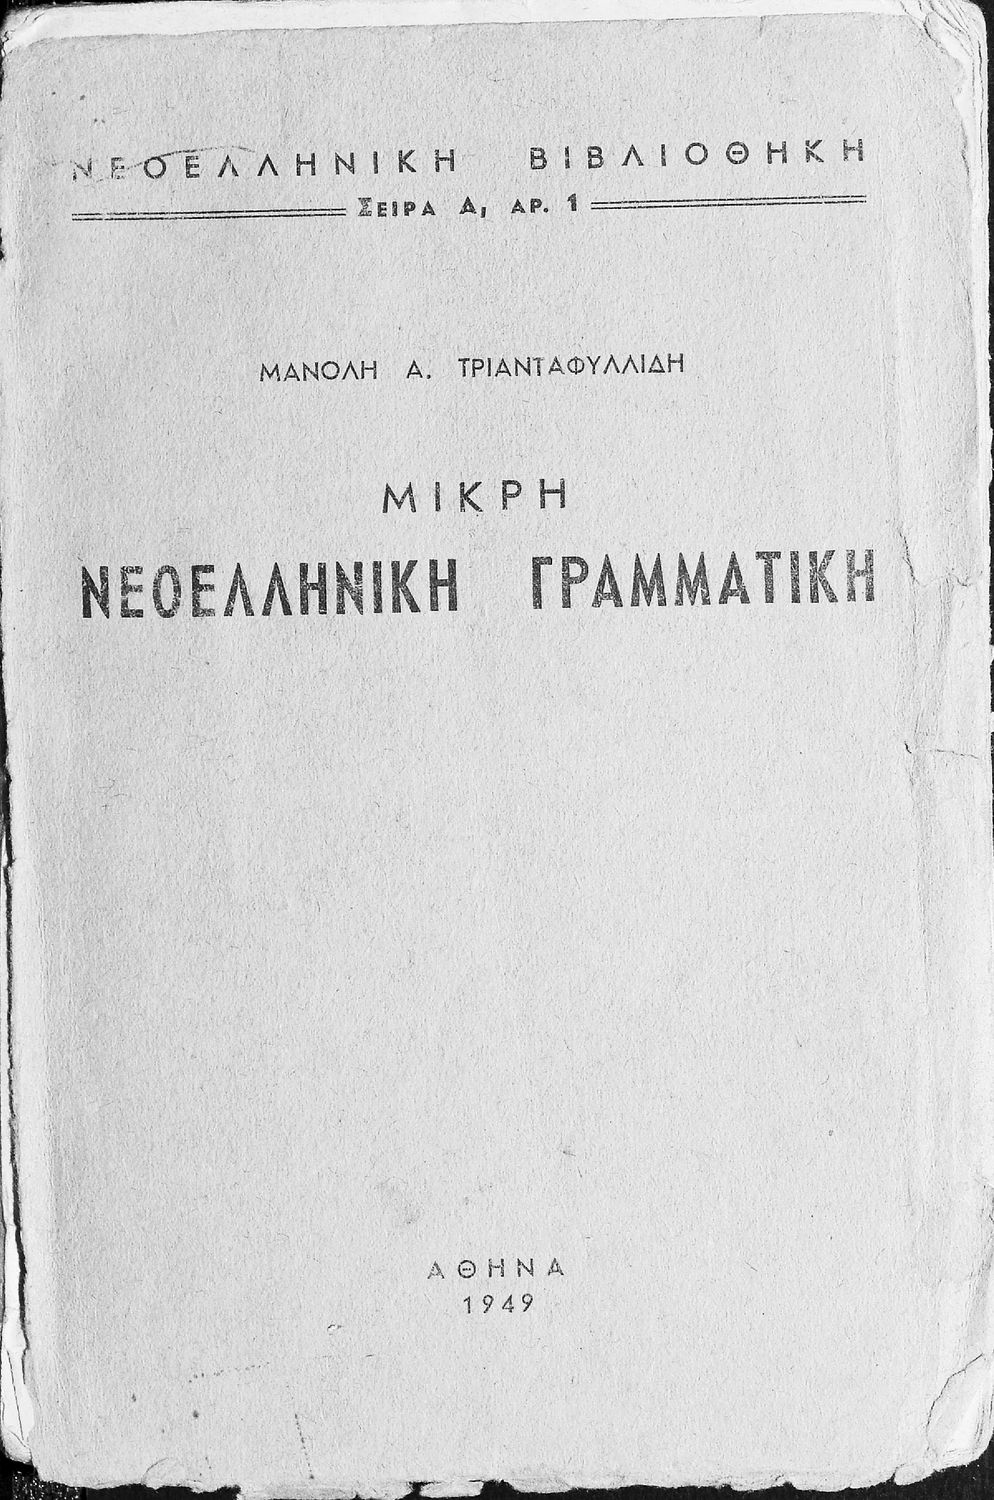 ΝΕΟΕΛΛΗΝΙΚΗ ΒΙΒΛΙΟΘΗΚΗ
ΣΕΙΡΑ Α, ΑΡ. 1
ΜΑΝΟΛΗ Α. ΤΡΙΑΝΤΑΦΥΛΛΙΔΗ
ΜΙΚΡΗ
ΝΕΟΕΛΛΗΝΙΚΗ ΓΡΑΜΜΑΤΙΚΗ
ΑΘΗΝΑ
1949